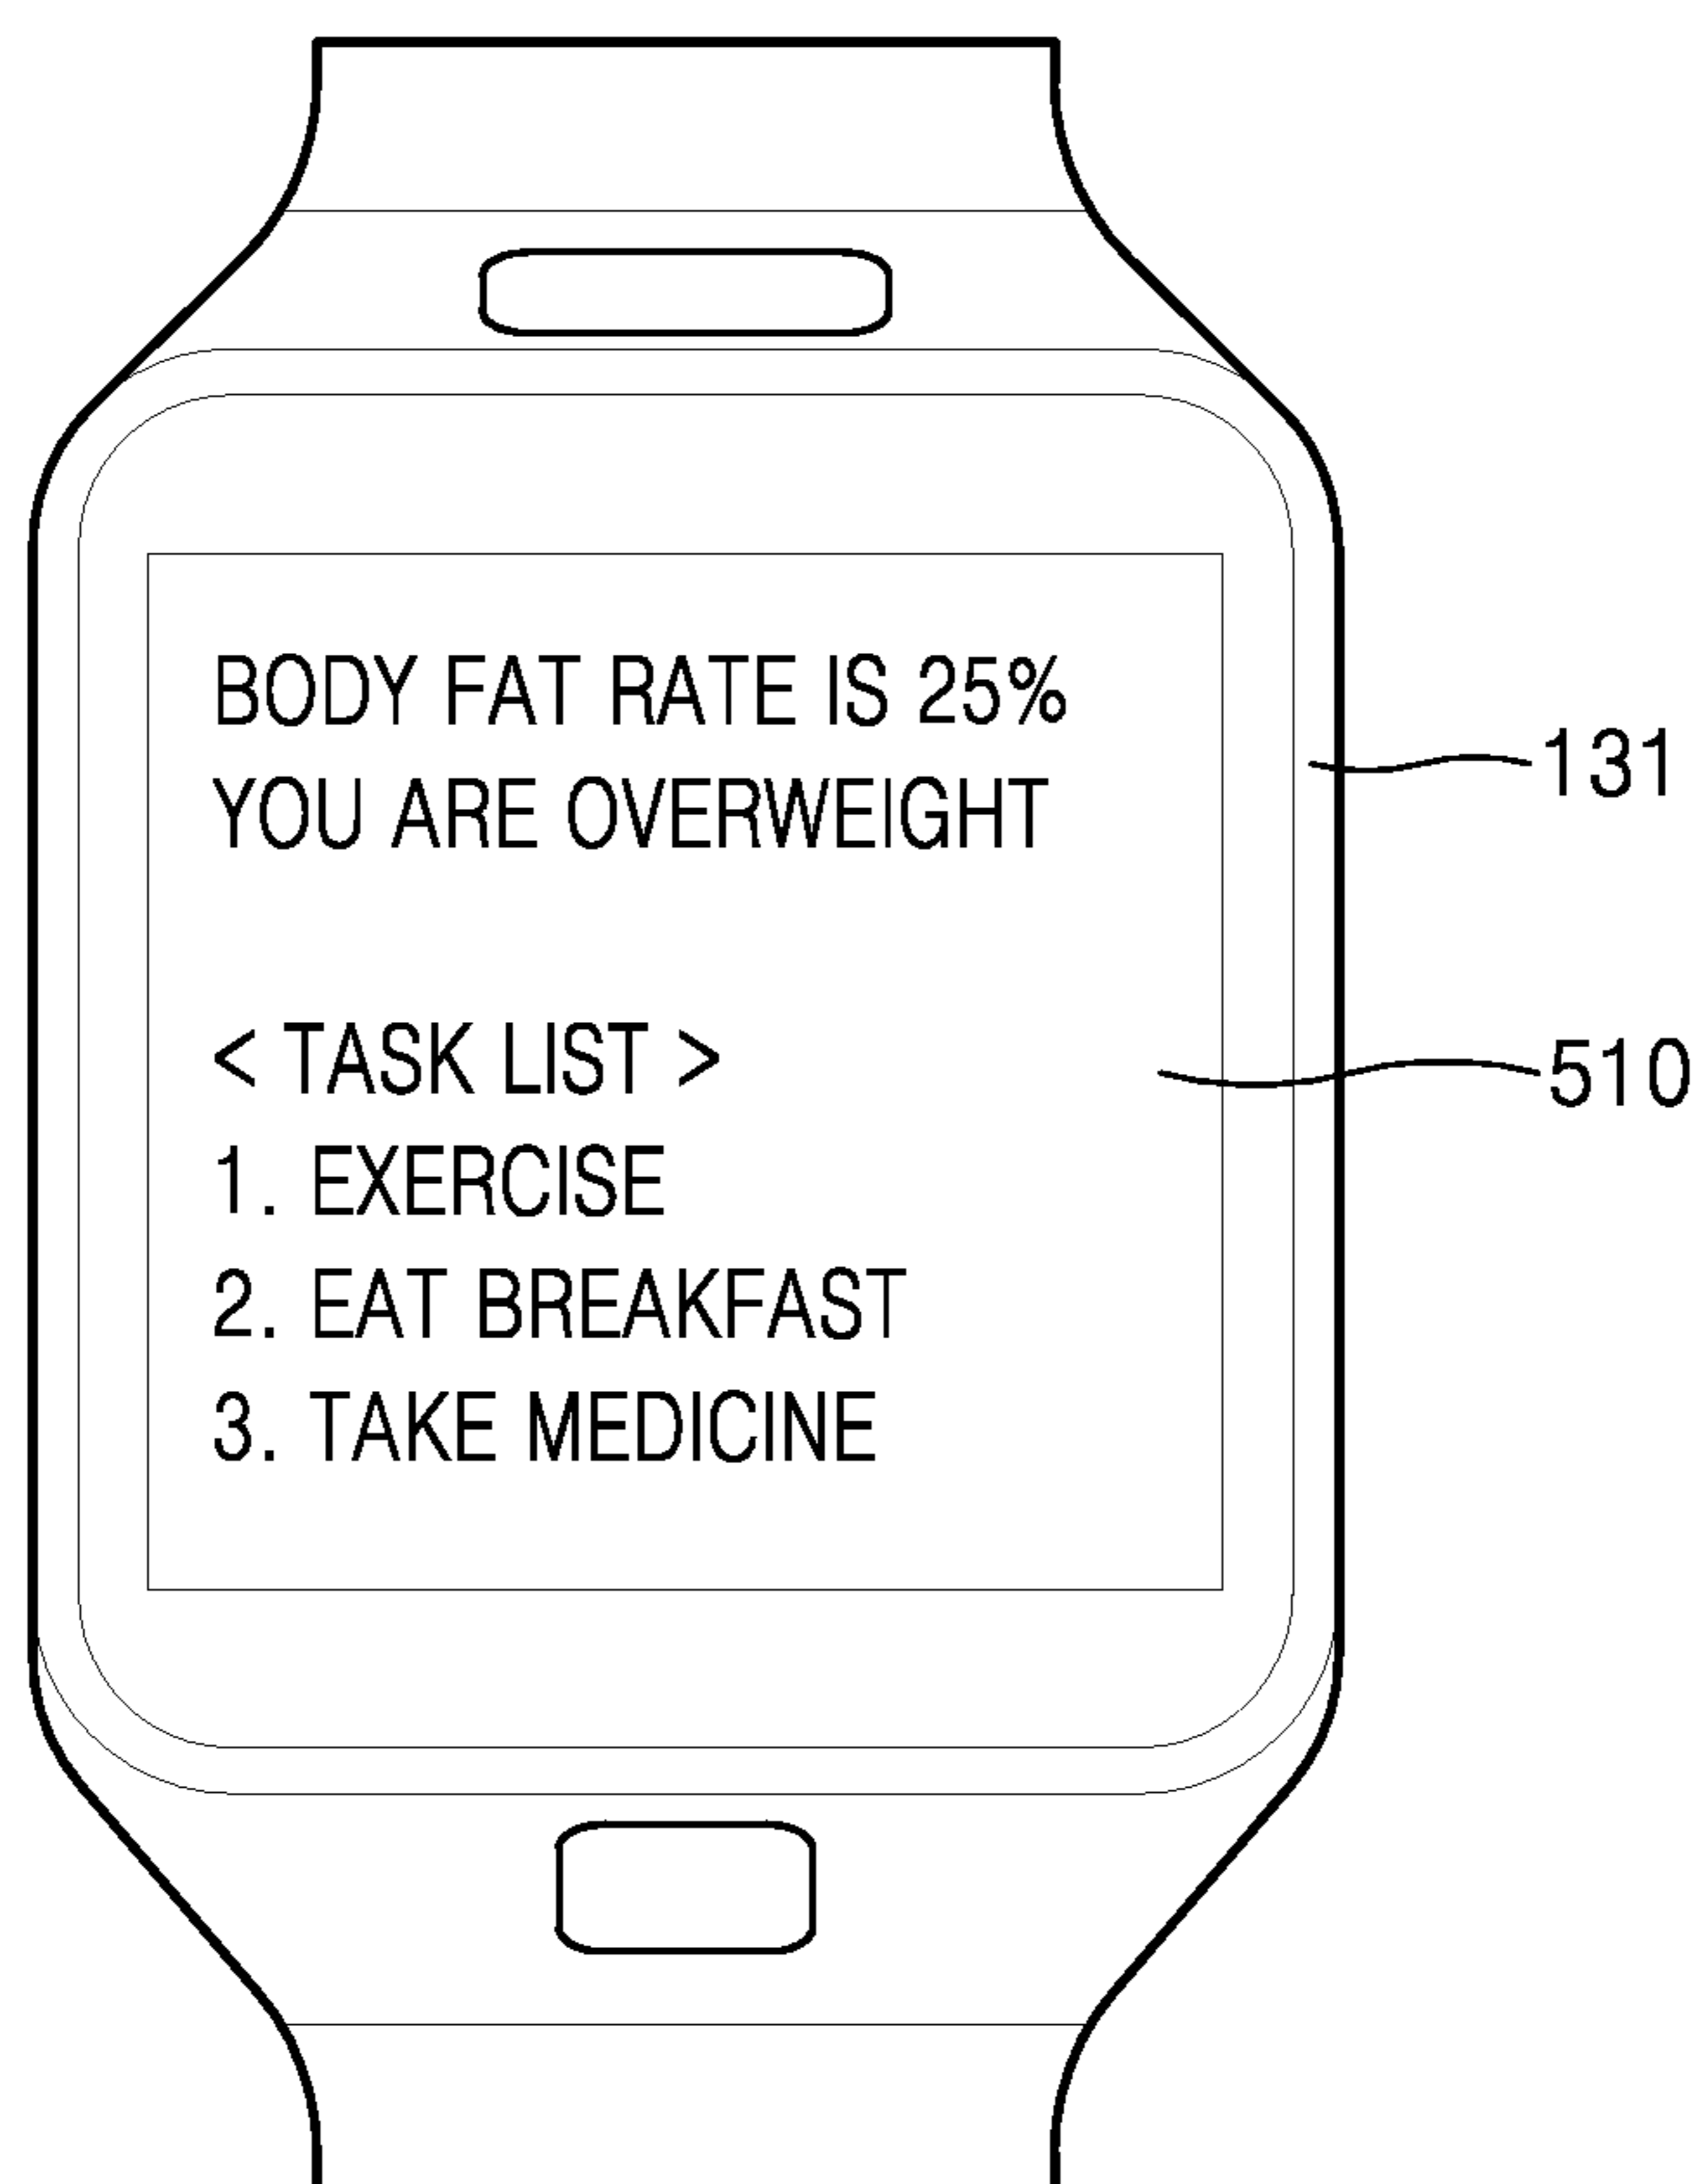 BODY FAT RATE IS 25%
YOU ARE OVERWEIGHT
131
< TASK LIST >
510
1. EXERCISE
2. EAT BREAKFAST
3. TAKE MEDICINE